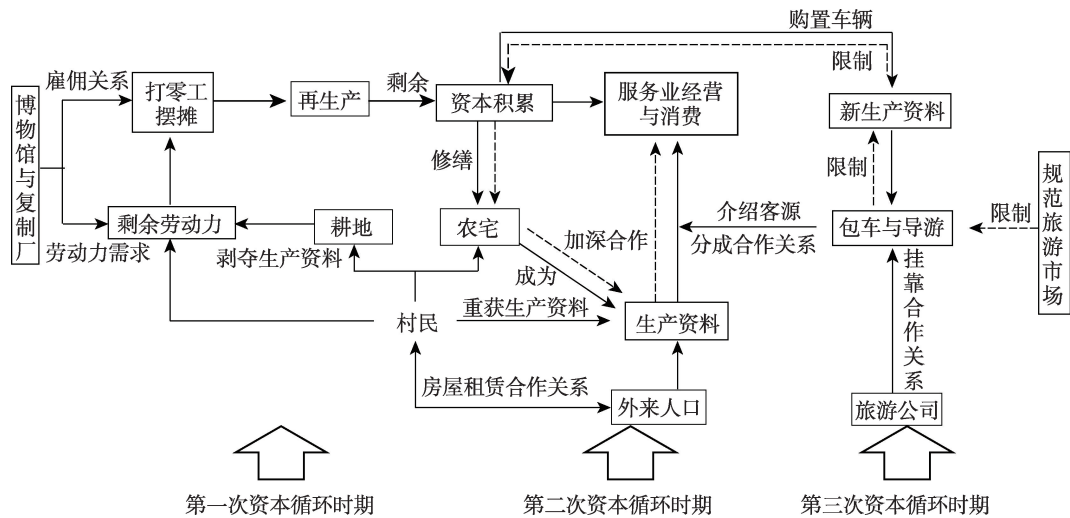 购置车辆
限制
雇佣关系
打零工
摆摊
再生产
剩余
资本积累
服务业经营
与消费
新生产资料
博物馆与复制厂
修缮
限制
规范旅游市场
剩余劳动力
耕地
农宅
加深合作
介绍客源
分成合作关系
包车与导游
限制
劳动力需求
剥夺生产资料
成为
挂靠合作关系
村民
重获生产资料
生产资料
房屋租赁合作关系
外来人口
旅游公司
第一次资本循环时期
第二次资本循环时期
第三次资本循环时期